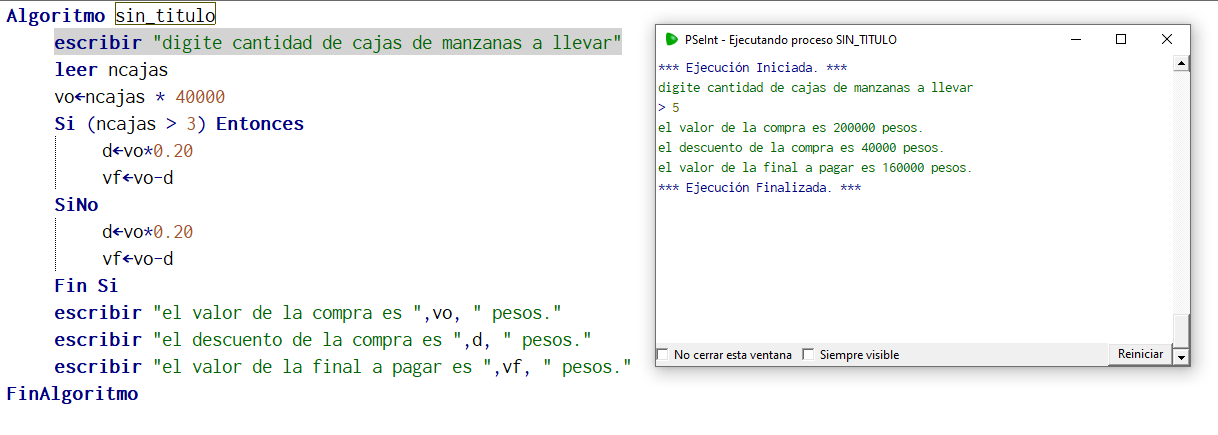 Algoritmo sin_titulo
escribir "digite cantidad de cajas de manzanas a llevar"
leer ncajas
vo←ncajas * 40000
Si (ncajas > 3) Entonces
d←vo*0.20
vf←vo-d
SiNo
d←vo*0.20
vf←vo-d
Fin Si
escribir "el valor de la compra es ",vo, " pesos."
escribir "el descuento de la compra es ",d, " pesos."
escribir "el valor de la final a pagar es ",vf, " pesos."
FinAlgoritmo
PSeInt - Ejecutando proceso SIN_TITULO
*** Ejecución Iniciada. ***
digite cantidad de cajas de manzanas a llevar
> 5
el valor de la compra es 200000 pesos.
el descuento de la compra es 40000 pesos.
el valor de la final a pagar es 160000 pesos.
*** Ejecución Finalizada. ***
No cerrar esta ventana Siempre visible Reiniciar